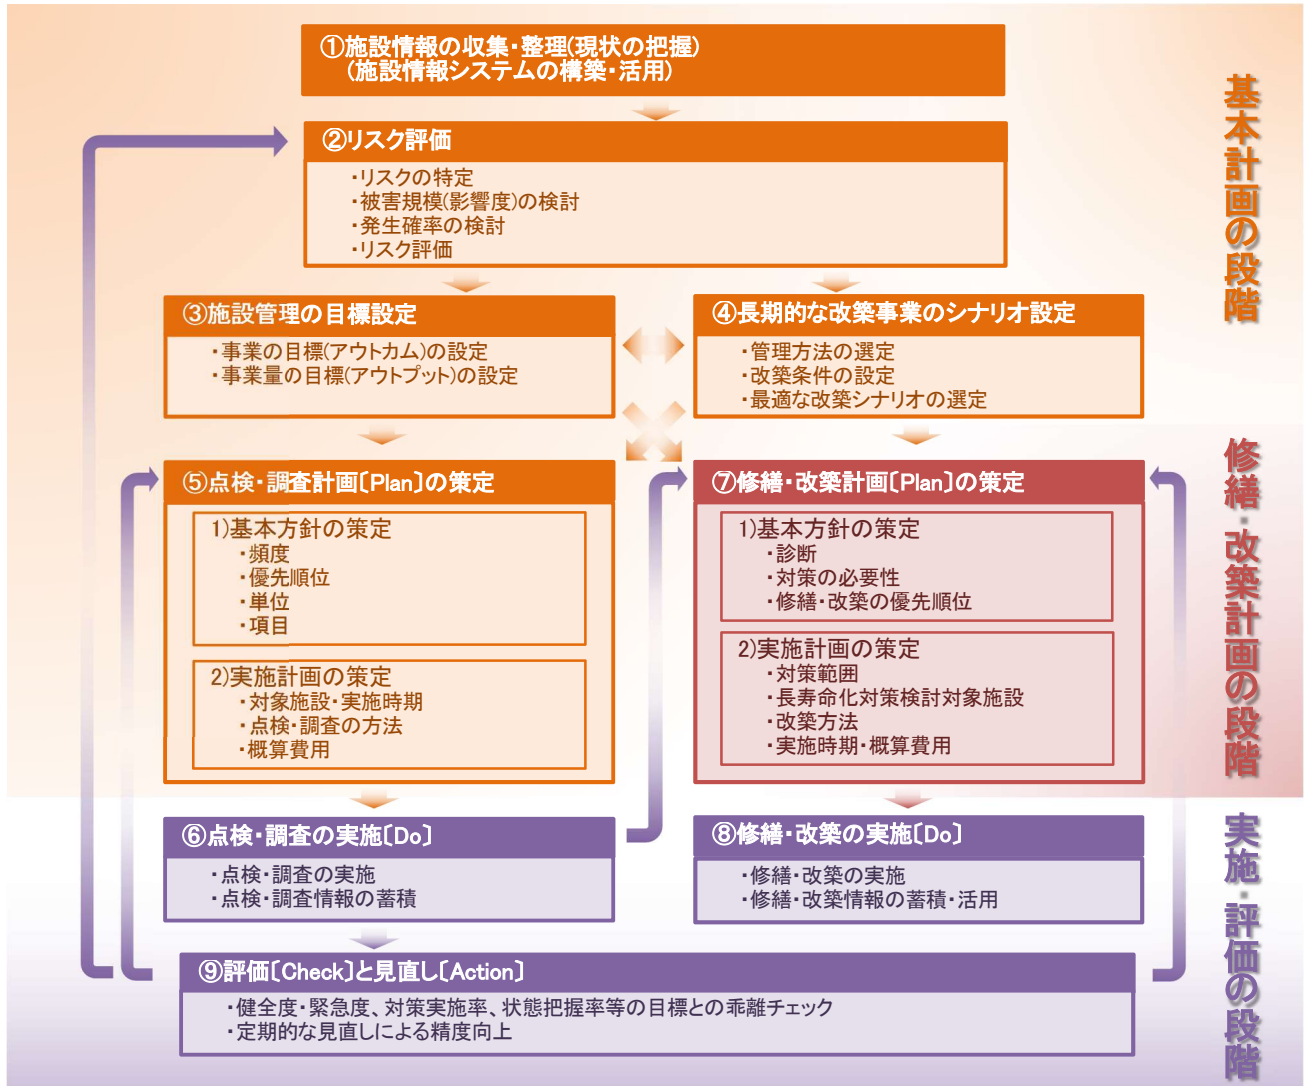 ①施設情報の収集・整理(現状の把握)
(施設情報システムの構築・活用)
②リスク評価
・リスクの特定
・被害規模(影響度)の検討
・発生確率の検討
・リスク評価
③施設管理の目標設定
・事業の目標(アウトカム)の設定
・事業量の目標(アウトプット)の設定
④長期的な改築事業のシナリオ設定
・管理方法の選定
・改築条件の設定
・最適な改築シナリオの選定
基本計画の段階
⑤点検・調査計画〔Plan〕の策定
1)基本方針の策定
・頻度
・優先順位
・単位
・項目
2)実施計画の策定
・対象施設・実施時期
・点検・調査の方法
・概算費用
⑦修繕・改築計画〔Plan〕の策定
1)基本方針の策定
・診断
・対策の必要性
・修繕・改築の優先順位
2)実施計画の策定
・対策範囲
・長寿命化対策検討対象施設
・改築方法
・実施時期・概算費用
修繕・改築計画の段階
⑥点検・調査の実施〔Do〕
・点検・調査の実施
・点検・調査情報の蓄積
⑧修繕・改築の実施〔Do〕
・修繕・改築の実施
・修繕・改築情報の蓄積・活用
⑨評価〔Check〕と見直し〔Action〕
・健全度・緊急度、対策実施率、状態把握率等の目標との乖離チェック
・定期的な見直しによる精度向上
実施・評価の段階